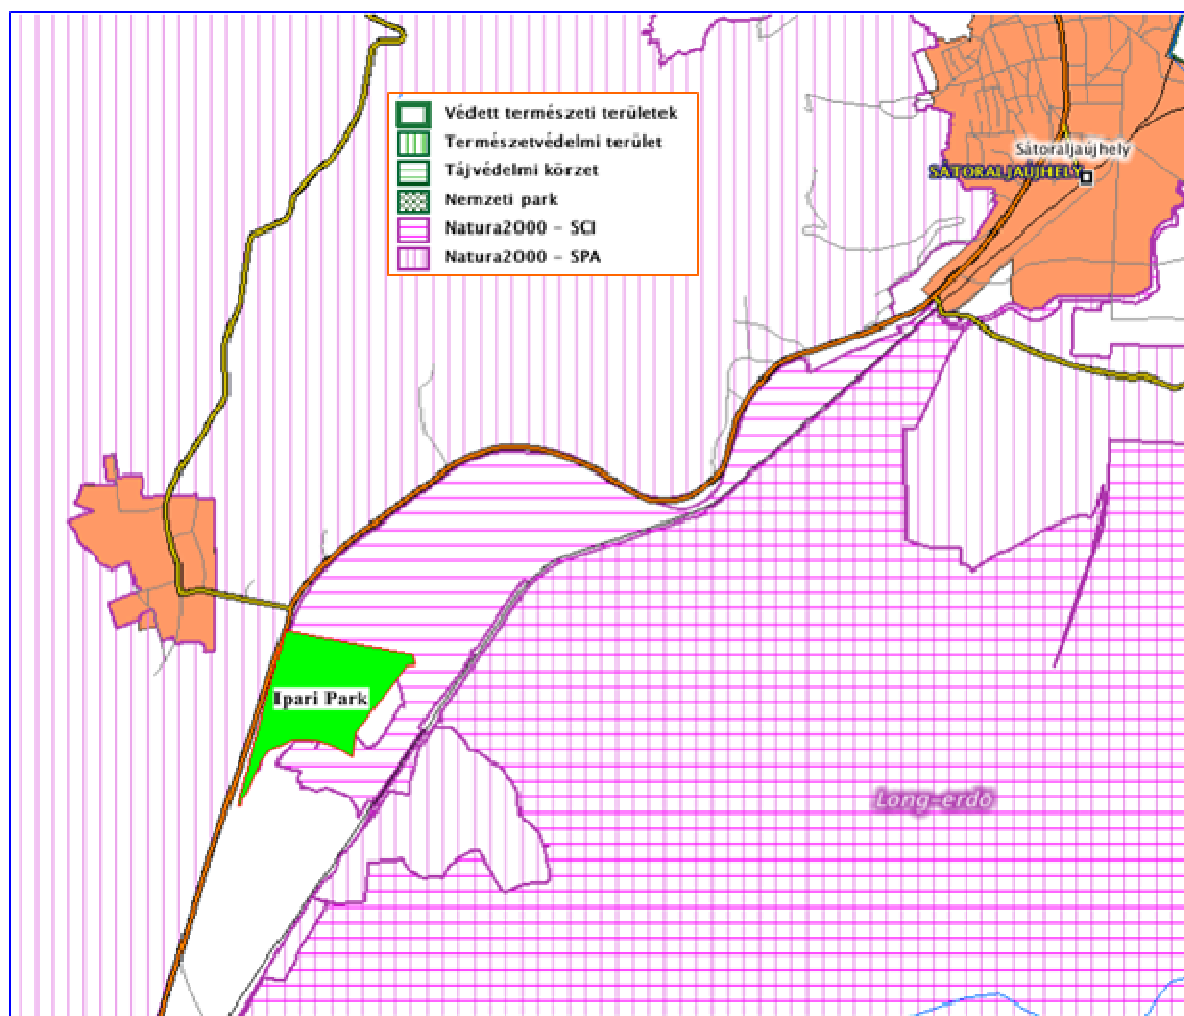 Védett természeti területek
Természetvédelmi terület
Tájvédelmi körzet
Nemzeti park
Natura2000 - SCI
Natura2000 - SPA
Sátoraljaújhely
SÁTORALJAÚJHELY
Ipari Park
Long-erdő